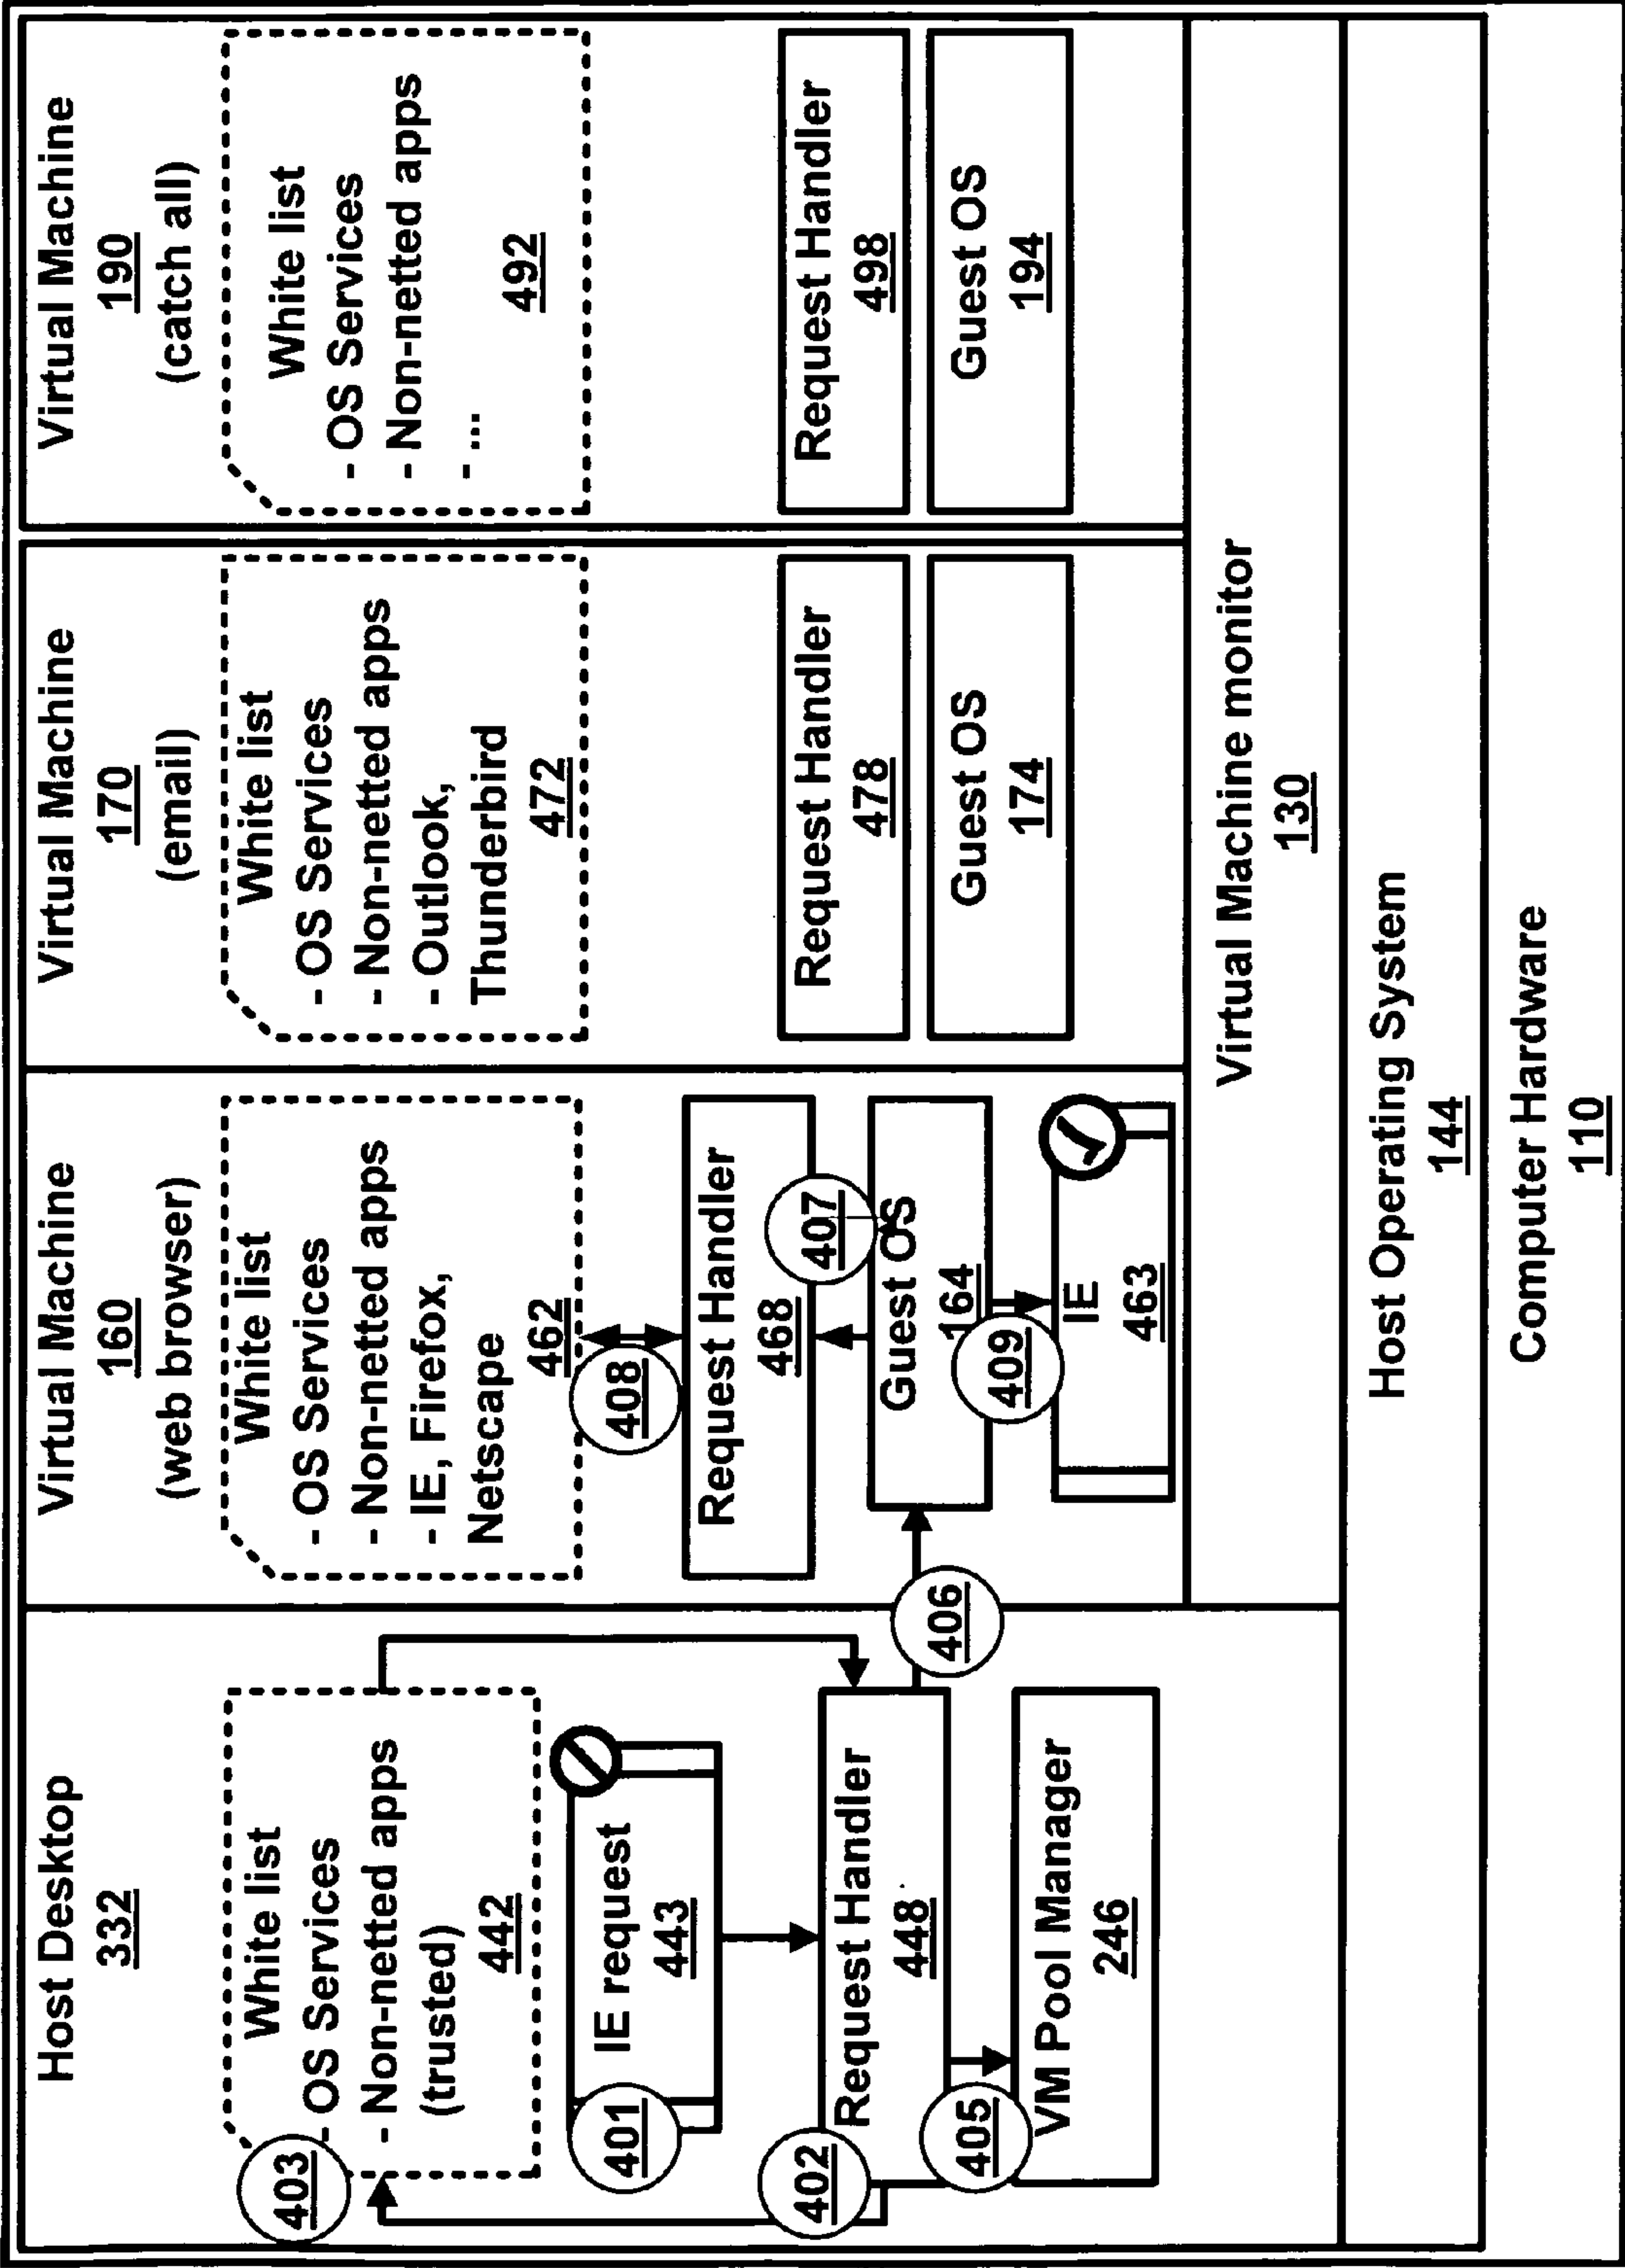 Host Desktop
332
White list
- OS Services
- Non-netted apps
(trusted)
442
403
IE request
443
401
Request Handler
448
402
405
VM Pool Manager
246
406
Virtual Machine
160
(web browser)
White list
- OS Services
- Non-netted apps
- IE, Firefox,
Netscape
462
408
Request Handler
468
407
Guest OS
164
409
IE
463
Virtual Machine
170
(email)
White list
- OS Services
- Non-netted apps
- Outlook,
Thunderbird
472
Request Handler
478
Guest OS
174
Virtual Machine
190
(catch all)
White list
- OS Services
- Non-netted apps
- ...
492
Request Handler
498
Guest OS
194
Virtual Machine monitor
130
Host Operating System
144
Computer Hardware
110